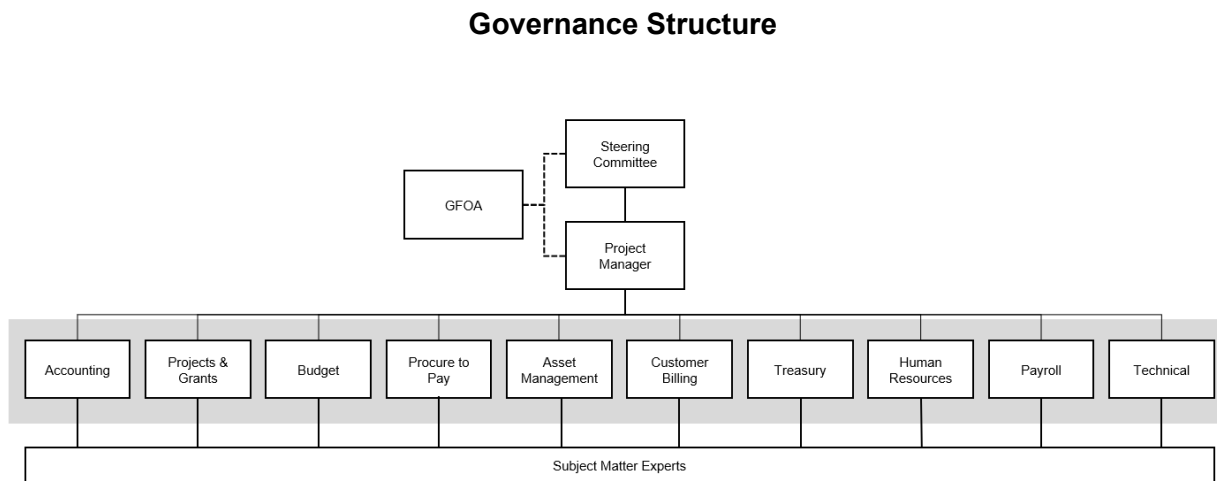 Governance Structure
Steering
Committee
GFOA
Project
Manager
Accounting
Projects &
Grants
Budget
Procure to
Pay
Asset
Management
Customer
Billing
Treasury
Human
Resources
Payroll
Technical
Subject Matter Experts